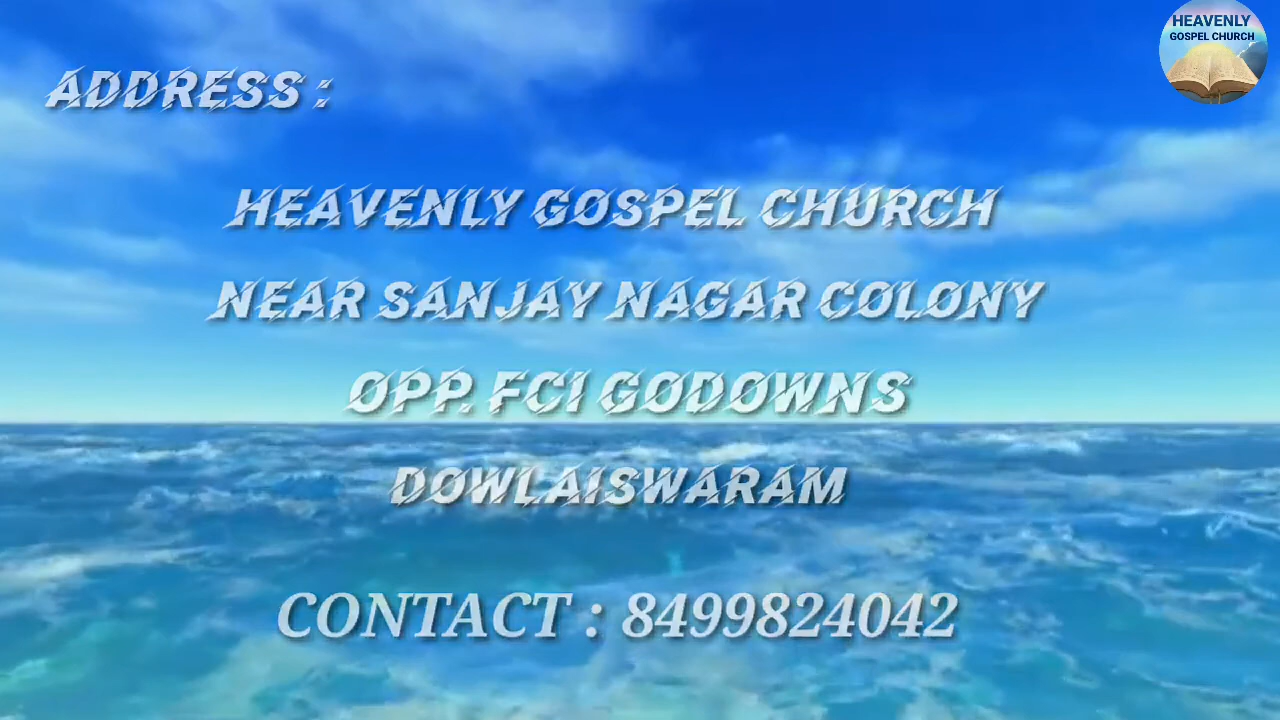 HEAVENLY
GOSPEL CHURCH
ADDRESS :
HEAVENLY GOSPEL CHURCH
NEAR SANJAY NAGAR COLONY
OPP. FCI GODOWNS
DOWLAISWARAM
CONTACT : 8499824042